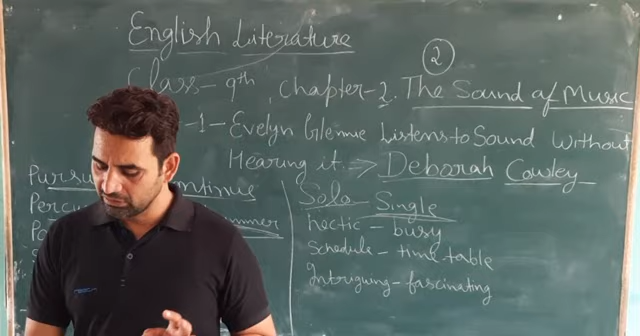 English Literature
②
Class - 9th, Chapter-2. The Sound of Music
-1- Evelyn Glennie Listens to Sound Without
Hearing it. => Deborah Cowley
Continue
Solo - Single
hectic - busy
Schedule - time table
Intriguing - fascinating